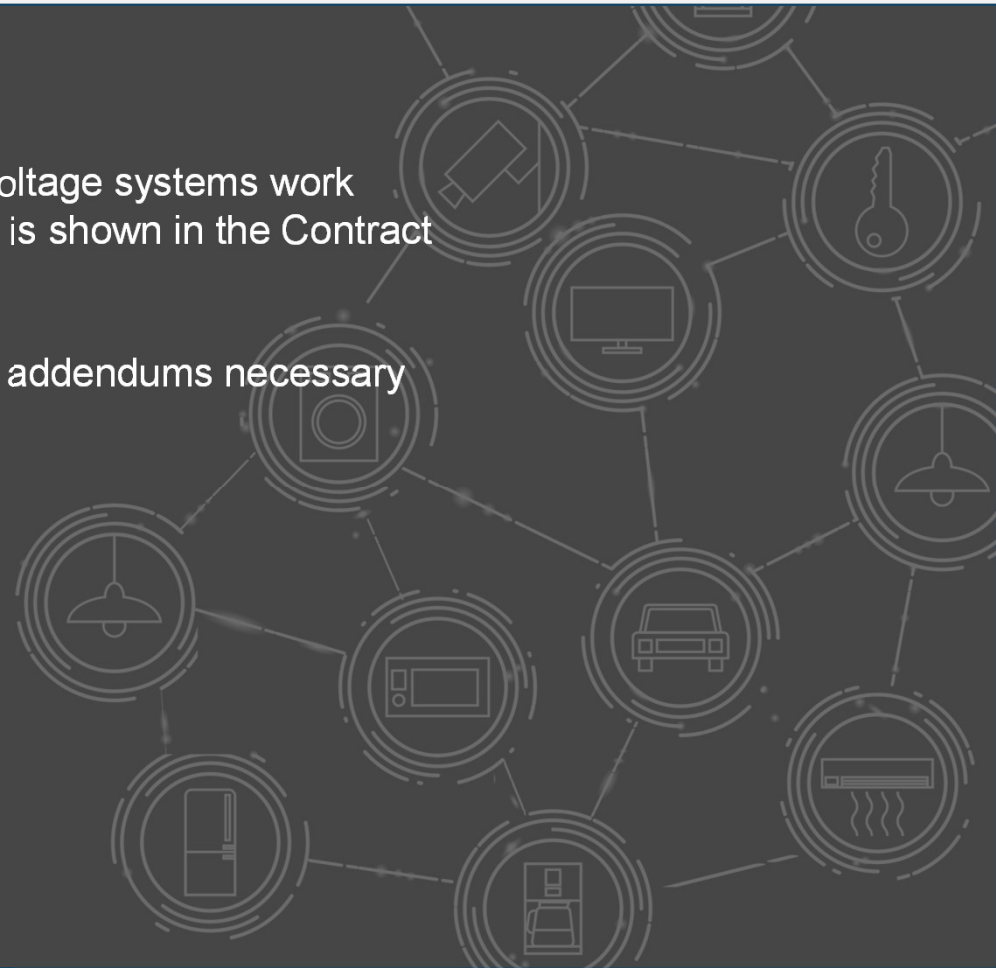 oltage systems work
is shown in the Contract
addendums necessary